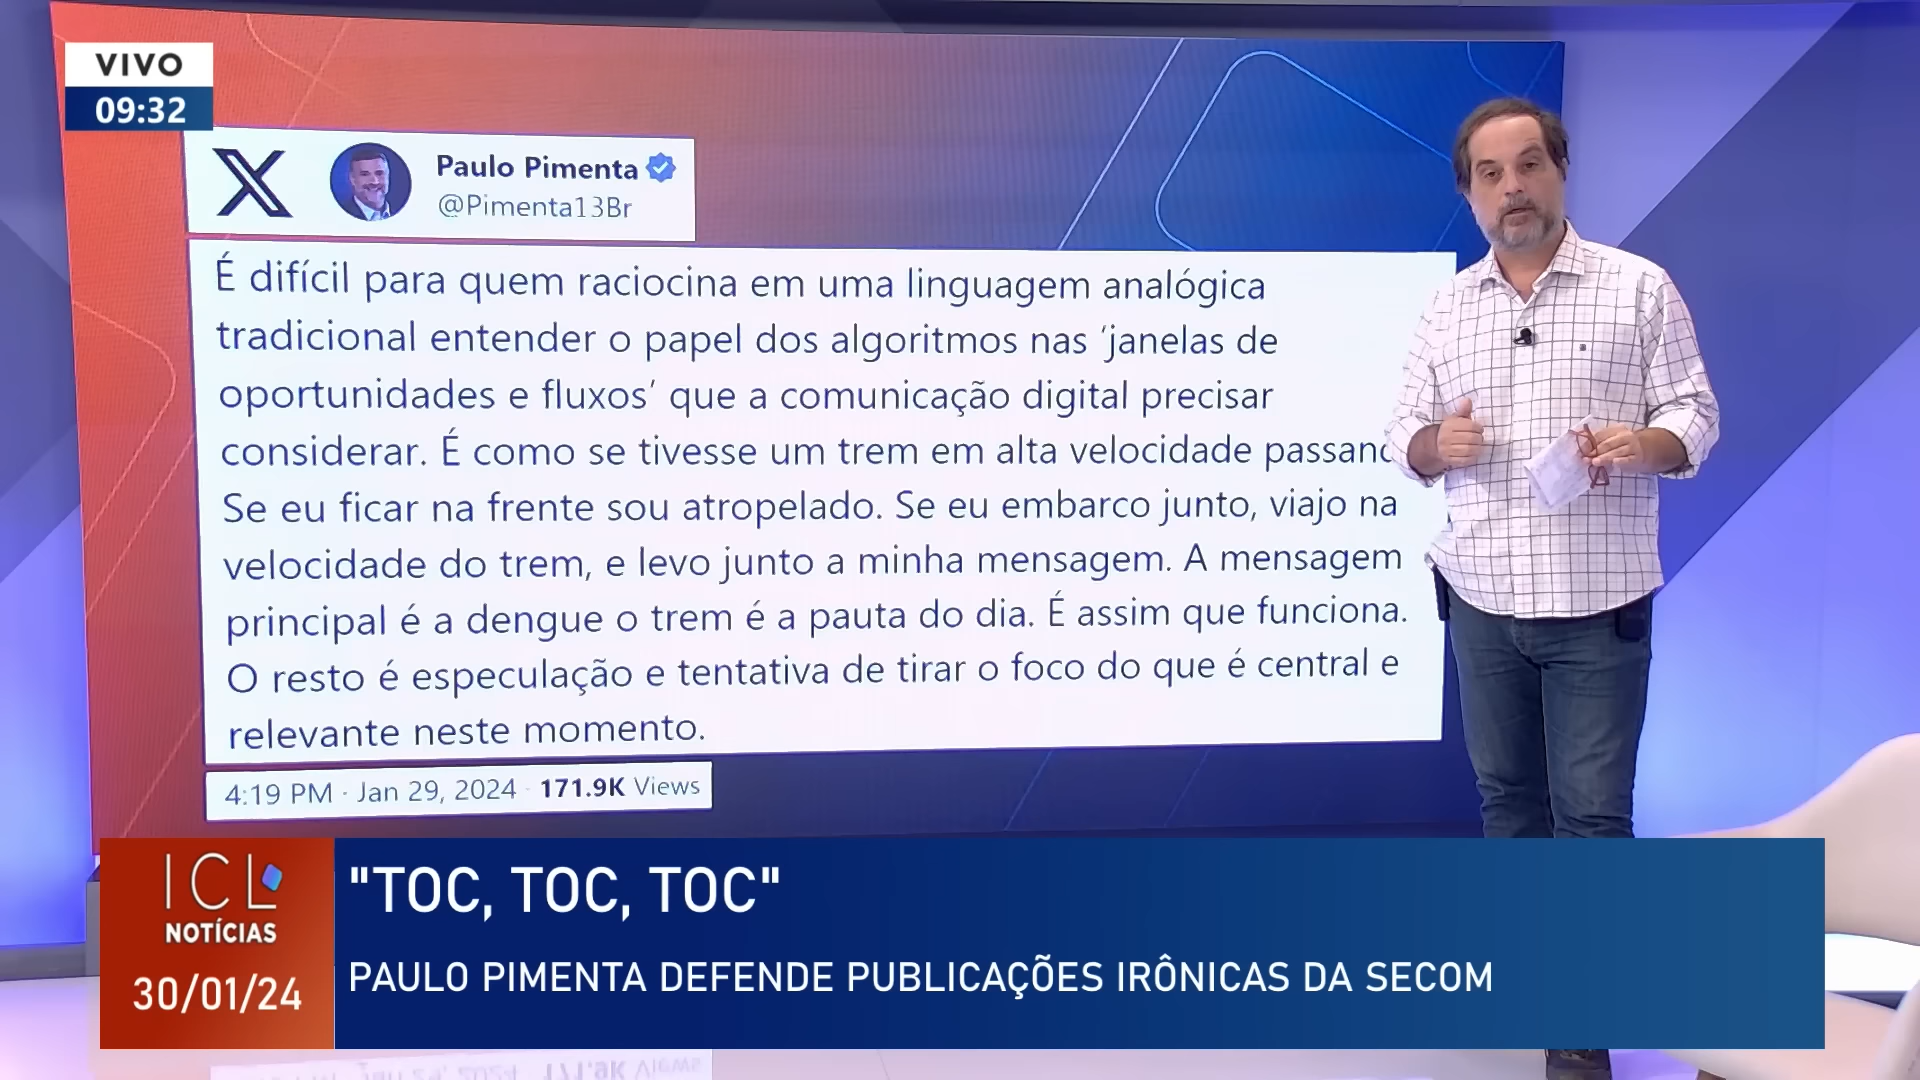 VIVO
09:32
X
Paulo Pimenta
@Pimenta13Br
É difícil para quem raciocina em uma linguagem analógica
tradicional entender o papel dos algoritmos nas ‘janelas de
oportunidades e fluxos’ que a comunicação digital precisar
considerar. É como se tivesse um trem em alta velocidade
Se eu ficar na frente sou atropelado. Se eu embarco junto, viajo na
velocidade do trem, e levo junto a minha mensagem. A mensagem
principal é a dengue o trem é a pauta do dia. É assim que funciona.
O resto é especulação e tentativa de tirar o foco do que é central e
relevante neste momento.
4:19 PM · Jan 29, 2024 · 171.9K Views
ICL
NOTÍCIAS
30/01/24
"TOC, TOC, TOC"
PAULO PIMENTA DEFENDE PUBLICAÇÕES IRÔNICAS DA SECOM